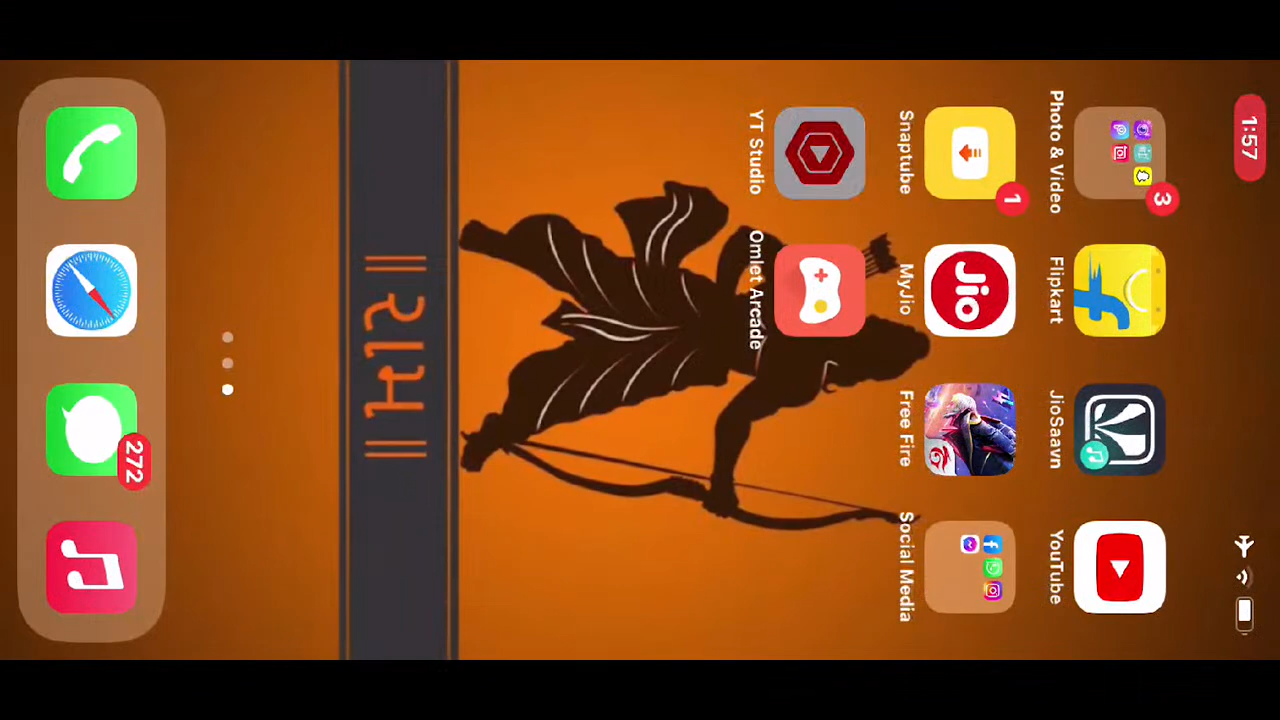 1:57
3
Photo & Video
Flipkart
JioSaavn
YouTube
1
Snaptube
Jio
MyJio
Free Fire
Social Media
YT Studio
Omlet Arcade
॥ राम ॥
272